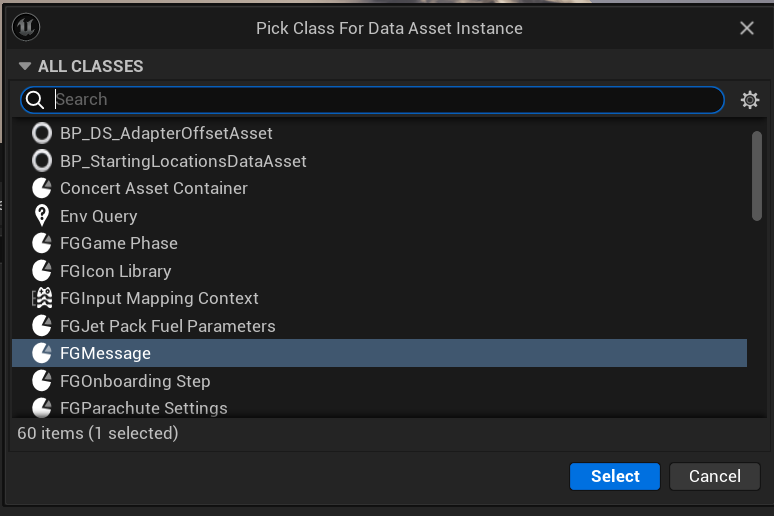 Pick Class For Data Asset Instance
ALL CLASSES
Search
BP_DS_AdapterOffsetAsset
BP_StartingLocationsDataAsset
Concert Asset Container
Env Query
FGGame Phase
FGIcon Library
FGInput Mapping Context
FGJet Pack Fuel Parameters
FGMessage
FGOnboarding Step
FGParachute Settings
60 items (1 selected)
Select Cancel